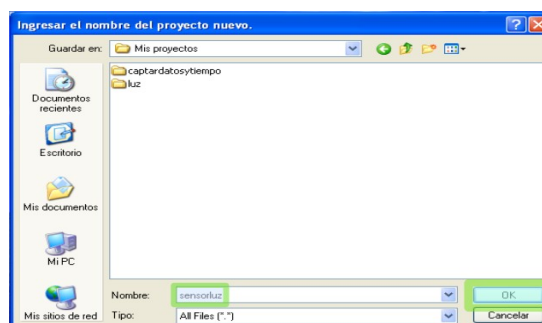 Ingresar el nombre del proyecto nuevo.
Guardar en: Mis proyectos
captardatosytiempo
luz
Documentos
recientes
Escritorio
Mis documentos
Mi PC
Mis sitios de red
Nombre: sensorluz OK
Tipo: All Files (*.*) Cancelar